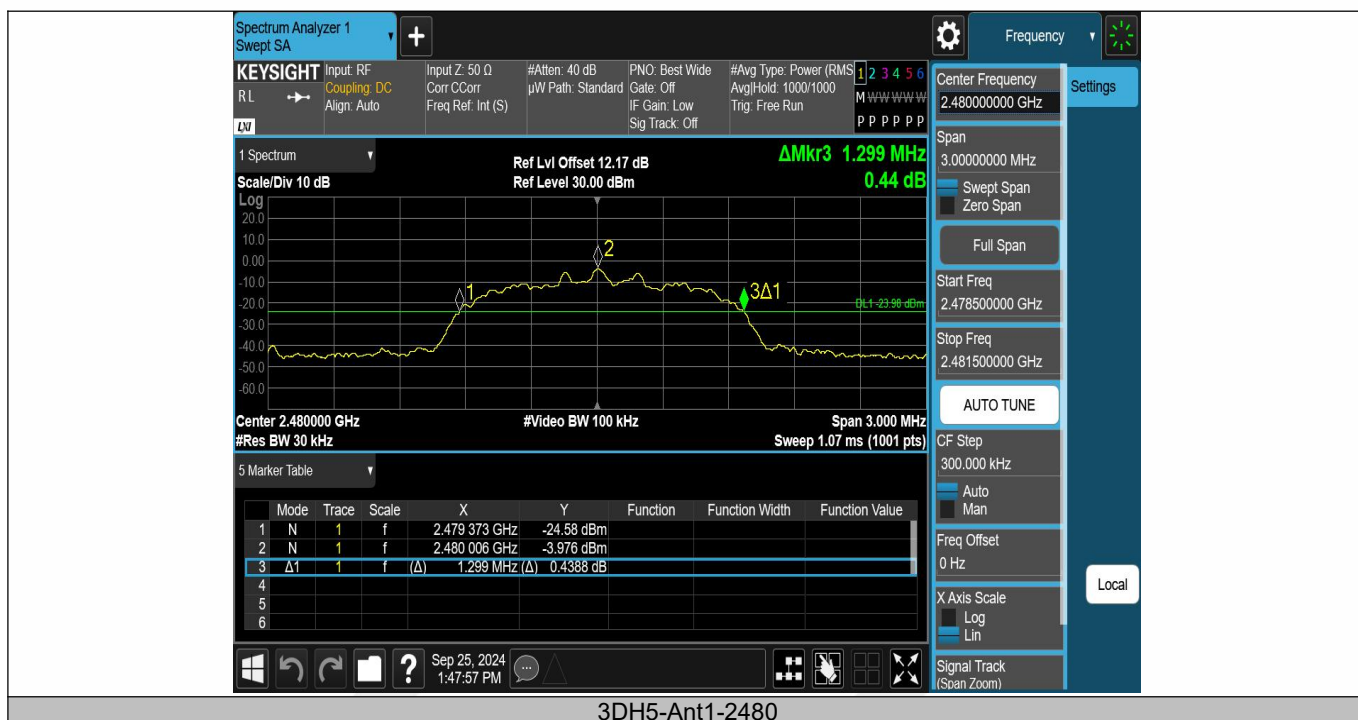 Spectrum Analyzer 1
Swept SA
+
Frequency
KEYSIGHT
RL
LXI
Input: RF
Coupling: DC
Align: Auto
Input Z: 50 Ω
Corr CCorr
Freq Ref: Int (S)
#Atten: 40 dB
µW Path: Standard
PNO: Best Wide
Gate: Off
IF Gain: Low
Sig Track: Off
#Avg Type: Power (RMS
Avg|Hold: 1000/1000
Trig: Free Run
1 2 3 4 5 6
M W W W W W
P P P P P P
1 Spectrum
Scale/Div 10 dB
Ref Lvl Offset 12.17 dB
Ref Level 30.00 dBm
ΔMkr3 1.299 MHz
0.44 dB
Log
20.0
10.0
0.00
-10.0
-20.0
-30.0
-40.0
-50.0
-60.0
1
2
3Δ1
DL1 -23.98 dBm
Center 2.480000 GHz
#Video BW 100 kHz
Span 3.000 MHz
#Res BW 30 kHz
Sweep 1.07 ms (1001 pts)
5 Marker Table
Mode Trace Scale X Y Function Function Width Function Value
1 N 1 f 2.479 373 GHz -24.58 dBm
2 N 1 f 2.480 006 GHz -3.976 dBm
3 Δ1 1 f (Δ) 1.299 MHz (Δ) 0.4388 dB
4
5
6
?
Sep 25, 2024
1:47:57 PM
Center Frequency
2.480000000 GHz
Settings
Span
3.00000000 MHz
Swept Span
Zero Span
Full Span
Start Freq
2.478500000 GHz
Stop Freq
2.481500000 GHz
AUTO TUNE
CF Step
300.000 kHz
Auto
Man
Freq Offset
0 Hz
Local
X Axis Scale
Log
Lin
Signal Track
(Span Zoom)
3DH5-Ant1-2480